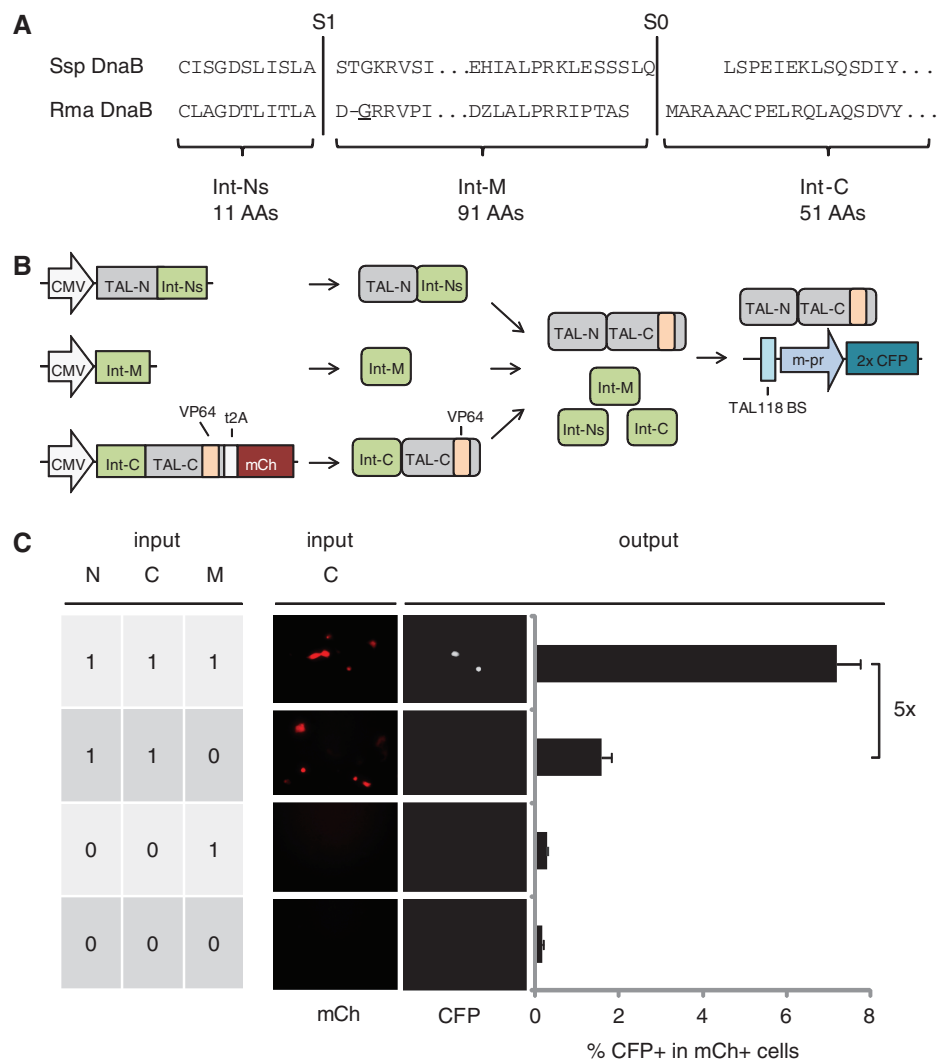 A
S1 S0
Ssp DnaB CISGDSLISLA STGKRVSI...EHIALPRKLESSSLQ LSPEIEKLSQSDIY...
Rma DnaB CLAGDTLITLA D-GRRVPI...DZLALPRRIPTAS MARAAACPELRQLAQSDVY...
Int-Ns Int-M Int-C
11 AAs 91 AAs 51 AAs
B
CMV TAL-N Int-Ns TAL-N Int-Ns
TAL-N TAL-C TAL-N TAL-C
CMV Int-M Int-M
m-pr 2x CFP
Int-M
TAL118 BS
VP64 t2A VP64
Int-Ns Int-C
CMV Int-C TAL-C mCh Int-C TAL-C
C
input input output
N C M C
1 1 1
5x
1 1 0
0 0 1
0 0 0
mCh CFP 0 2 4 6 8
% CFP+ in mCh+ cells